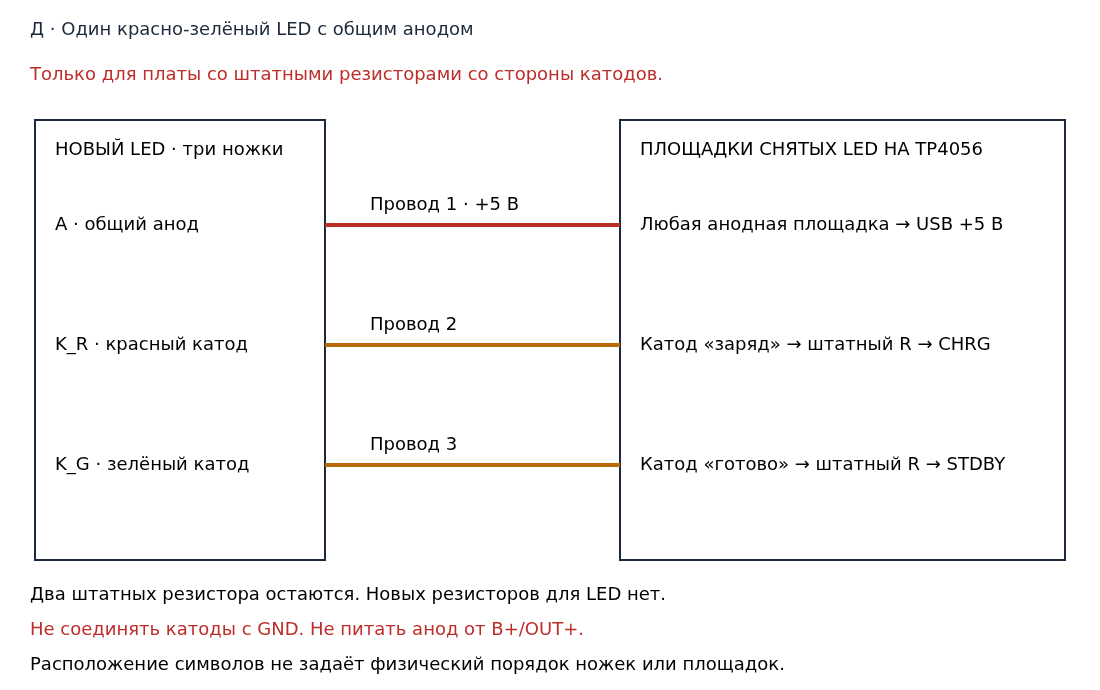 Д · Один красно-зелёный LED с общим анодом
Только для платы со штатными резисторами со стороны катодов.
НОВЫЙ LED · три ножки
ПЛОЩАДКИ СНЯТЫХ LED НА TP4056
Провод 1 · +5 В
A · общий анод
Любая анодная площадка → USB +5 В
Провод 2
K_R · красный катод
Катод «заряд» → штатный R → CHRG
Провод 3
K_G · зелёный катод
Катод «готово» → штатный R → STDBY
Два штатных резистора остаются. Новых резисторов для LED нет.
Не соединять катоды с GND. Не питать анод от B+/OUT+.
Расположение символов не задаёт физический порядок ножек или площадок.